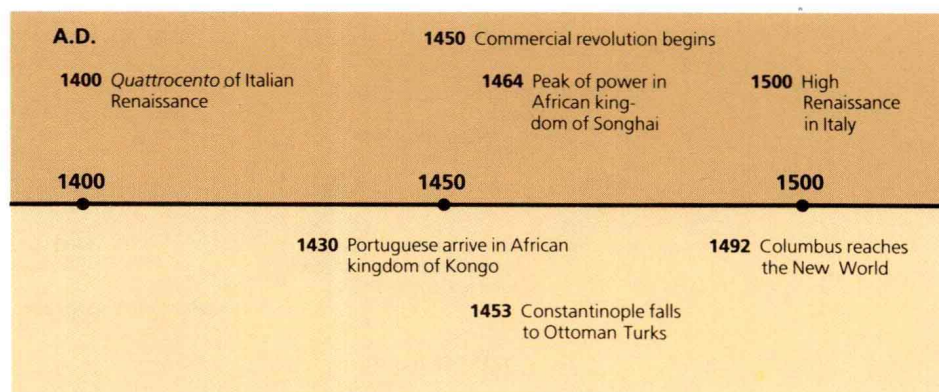 A.D.
1450 Commercial revolution begins
1400 Quattrocento of Italian
Renaissance
1464 Peak of power in
African king-
dom of Songhai
1500 High
Renaissance
in Italy
1400
1450
1500
1430 Portuguese arrive in African
kingdom of Kongo
1492 Columbus reaches
the New World
1453 Constantinople falls
to Ottoman Turks